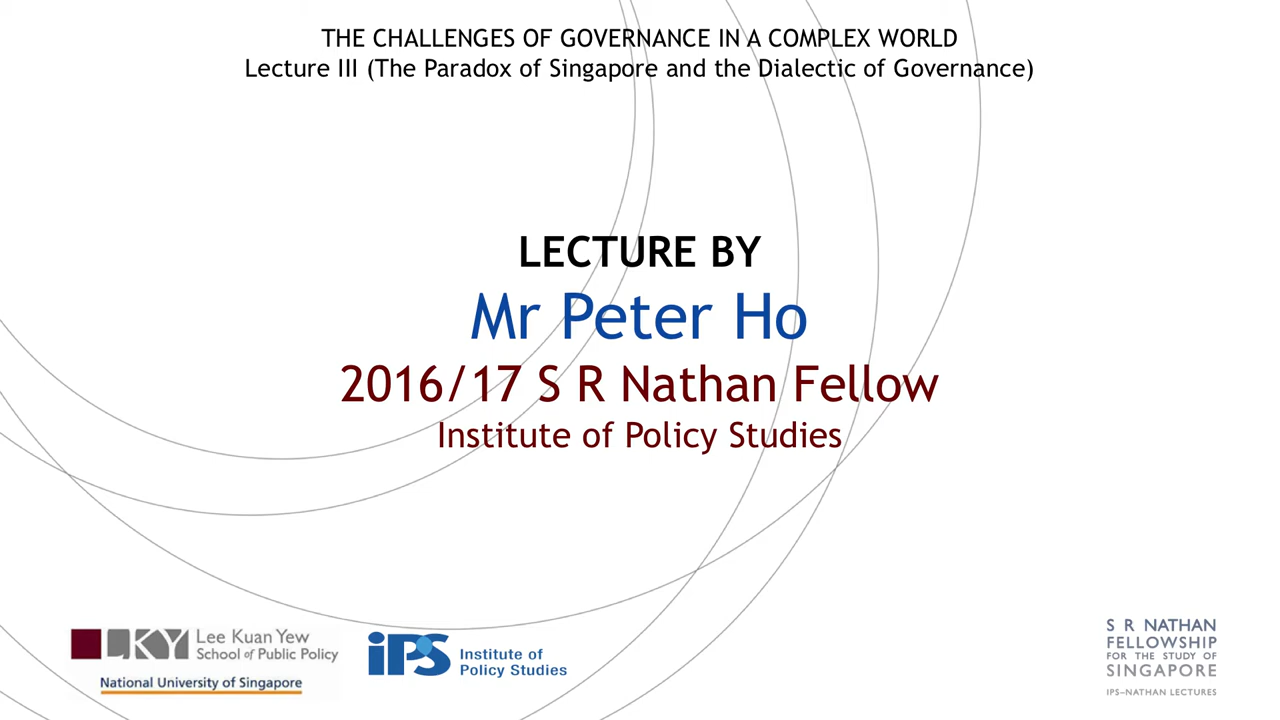 THE CHALLENGES OF GOVERNANCE IN A COMPLEX WORLD
Lecture III (The Paradox of Singapore and the Dialectic of Governance)
LECTURE BY
Mr Peter Ho
2016/17 S R Nathan Fellow
Institute of Policy Studies
LKY Lee Kuan Yew
School of Public Policy
National University of Singapore
iPS Institute of
Policy Studies
S R NATHAN
FELLOWSHIP
FOR THE STUDY OF
SINGAPORE
IPS–NATHAN LECTURES